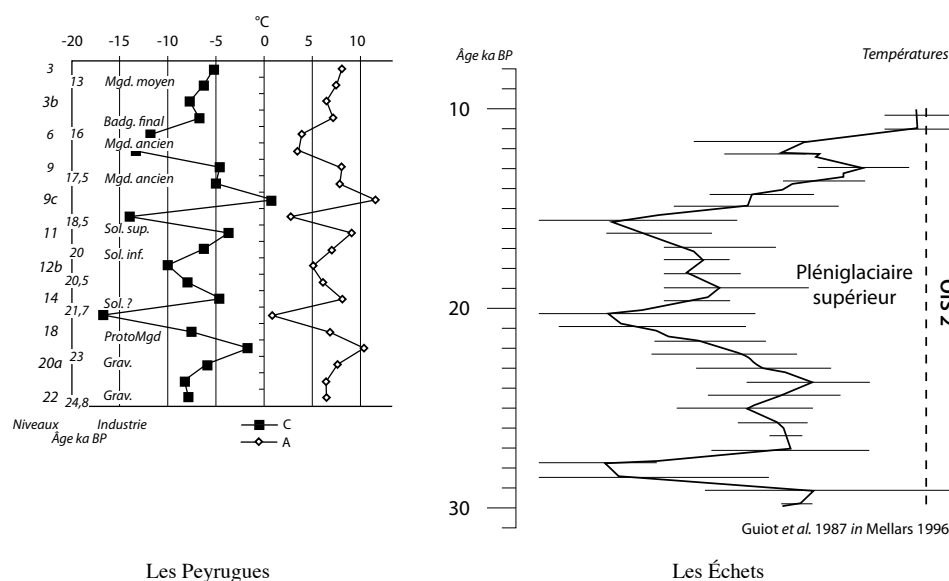 °C
-20 -15 -10 -5 0 5 10
3
13 Mgd. moyen
3b
Badg. final
6 16
Mgd. ancien
9
17,5 Mgd. ancien
9c
18,5
11 Sol. sup.
20 Sol. inf.
12b
20,5
14 Sol. ?
21,7
18 ProtoMgd
23
20a Grav.
22 Grav.
24,8
Niveaux Industrie
Âge ka BP
C
A
Les Peyrugues
Âge ka BP Températures
10
Pléniglaciaire
supérieur
OIS 2
20
30
Guiot et al. 1987 in Mellars 1996
Les Échets